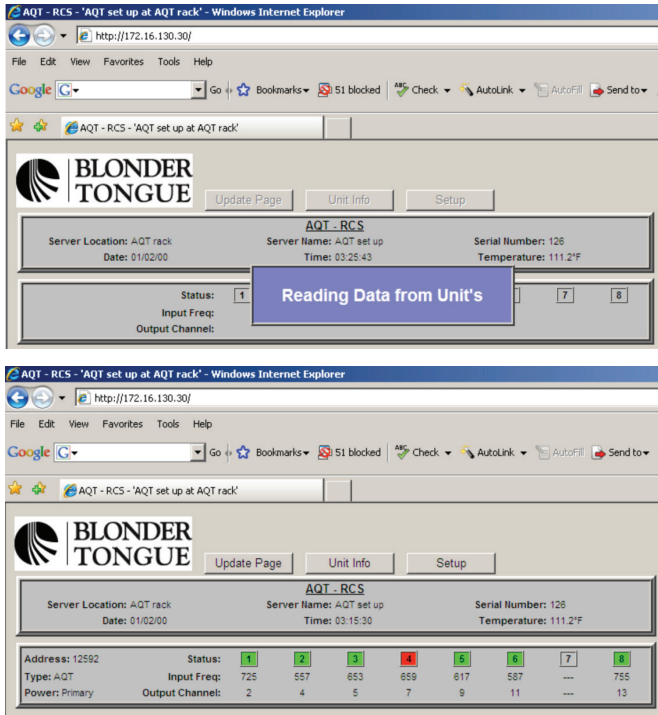 AQT - RCS - 'AQT set up at AQT rack' - Windows Internet Explorer
http://172.16.130.30/
File Edit View Favorites Tools Help
Google G Go Bookmarks 51 blocked ABC Check AutoLink AutoFill Send to
AQT - RCS - 'AQT set up at AQT rack'
BLONDER
TONGUE
Update Page Unit Info Setup
AQT - RCS
Server Location: AQT rack Server Name: AQT set up Serial Number: 126
Date: 01/02/00 Time: 03:25:43 Temperature: 111.2°F
Reading Data from Unit's
Status: 1 7 8
Input Freq:
Output Channel:
AQT - RCS - 'AQT set up at AQT rack' - Windows Internet Explorer
http://172.16.130.30/
File Edit View Favorites Tools Help
Google G Go Bookmarks 51 blocked ABC Check AutoLink AutoFill Send to
AQT - RCS - 'AQT set up at AQT rack'
BLONDER
TONGUE
Update Page Unit Info Setup
AQT - RCS
Server Location: AQT rack Server Name: AQT set up Serial Number: 126
Date: 01/02/00 Time: 03:15:30 Temperature: 111.2°F
Address: 12592 Status: 1 2 3 4 5 6 7 8
Type: AQT Input Freq: 725 557 653 659 617 587 --- 755
Power: Primary Output Channel: 2 4 5 7 9 11 --- 13